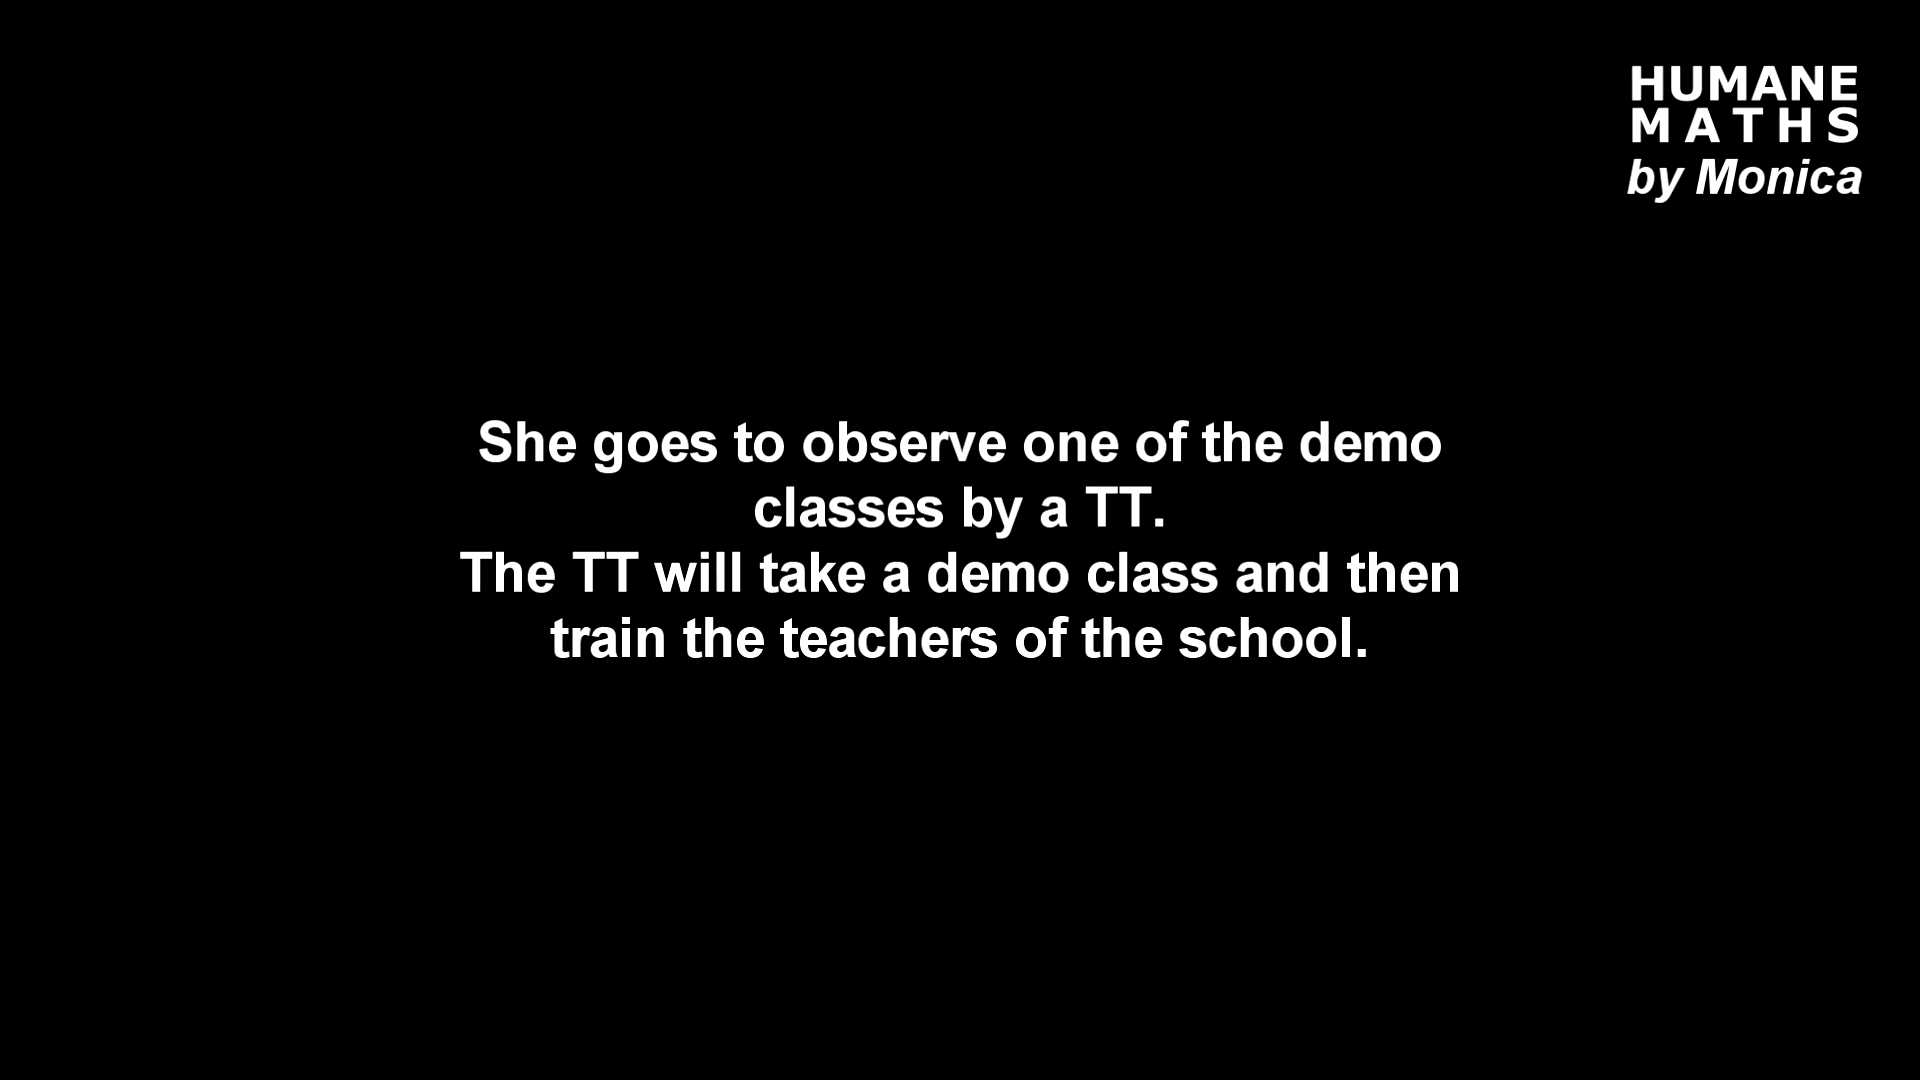 HUMANE
MATHS
by Monica
She goes to observe one of the demo
classes by a TT.
The TT will take a demo class and then
train the teachers of the school.